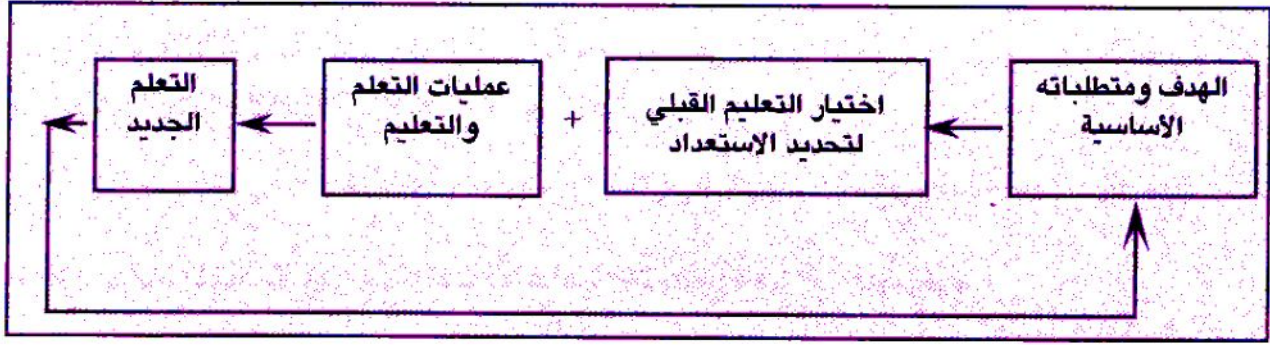 الهدف ومتطلباته
الأساسية
اختيار التعليم القبلي
لتحديد الاستعداد
+
عمليات التعلم
والتعليم
التعلم
الجديد